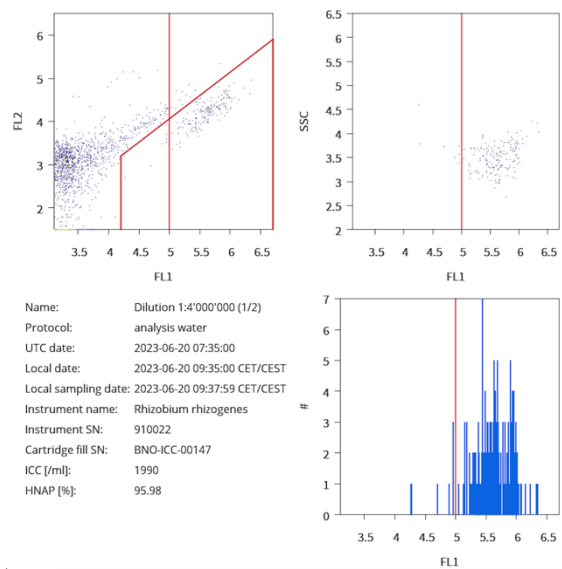 6
5
4
3
2
FL2
3.5 4 4.5 5 5.5 6 6.5
FL1
6.5
6
5.5
5
4.5
4
3.5
3
2.5
2
SSC
3.5 4 4.5 5 5.5 6 6.5
FL1
Name: Dilution 1:4'000'000 (1/2)
Protocol: analysis water
UTC date: 2023-06-20 07:35:00
Local date: 2023-06-20 09:35:00 CET/CEST
Local sampling date: 2023-06-20 09:37:59 CET/CEST
Instrument name: Rhizobium rhizogenes
Instrument SN: 910022
Cartridge fill SN: BNO-ICC-00147
ICC [/ml]: 1990
HNAP [%]: 95.98
7
6
5
4
3
2
1
0
#
3.5 4 4.5 5 5.5 6 6.5
FL1